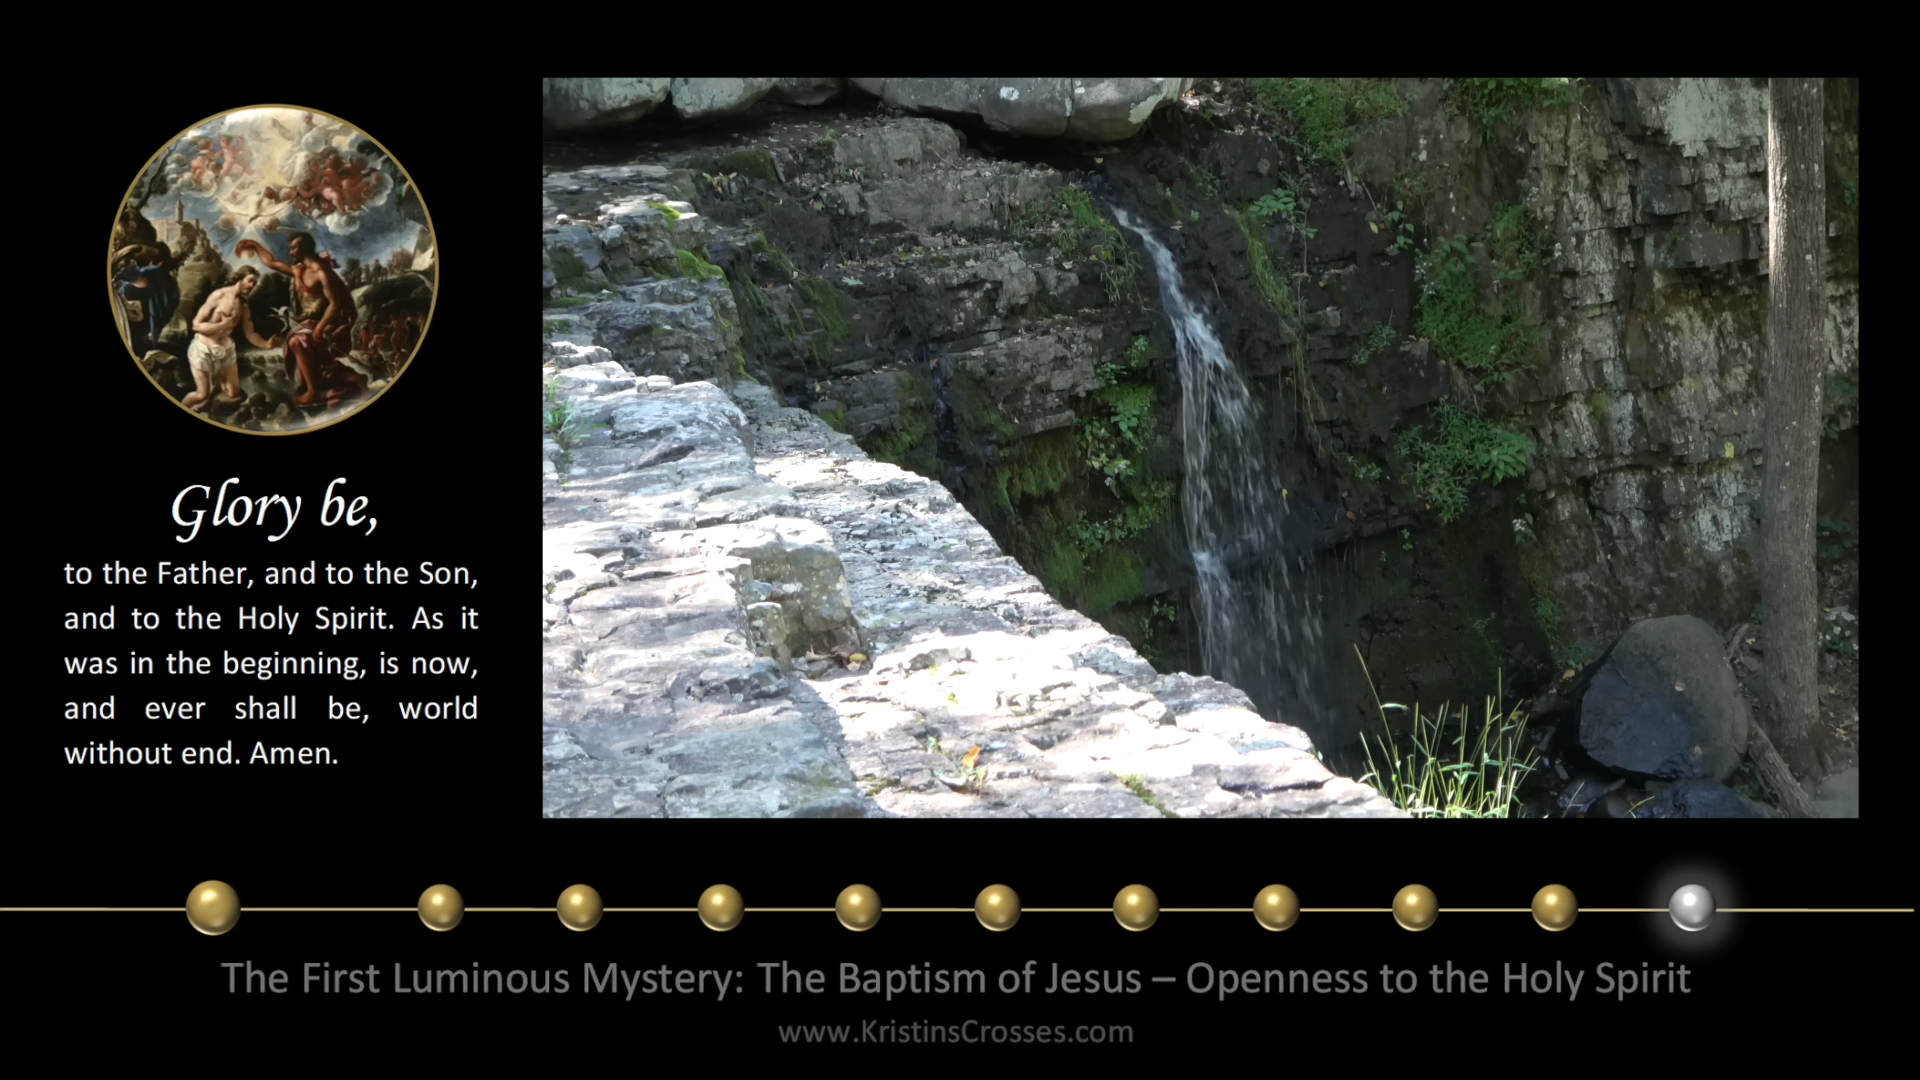 Glory be,
to the Father, and to the Son,
and to the Holy Spirit. As it
was in the beginning, is now,
and ever shall be, world
without end. Amen.
The First Luminous Mystery: The Baptism of Jesus – Openness to the Holy Spirit
www.KristinsCrosses.com